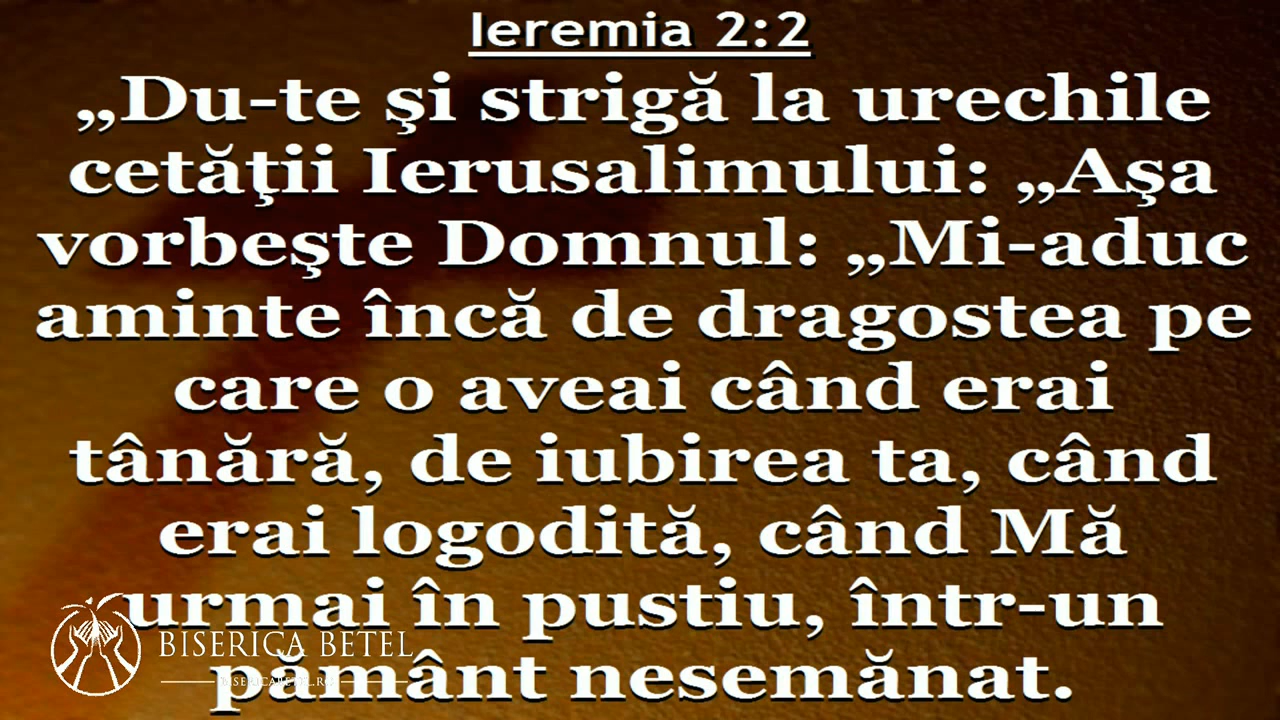 Ieremia 2:2
„Du-te şi strigă la urechile
cetăţii Ierusalimului: „Aşa
vorbeşte Domnul: „Mi-aduc
aminte încă de dragostea pe
care o aveai când erai
tânără, de iubirea ta, când
erai logodită, când Mă
urmai în pustiu, într-un
BISERICA BETEL
pământ nesemănat.